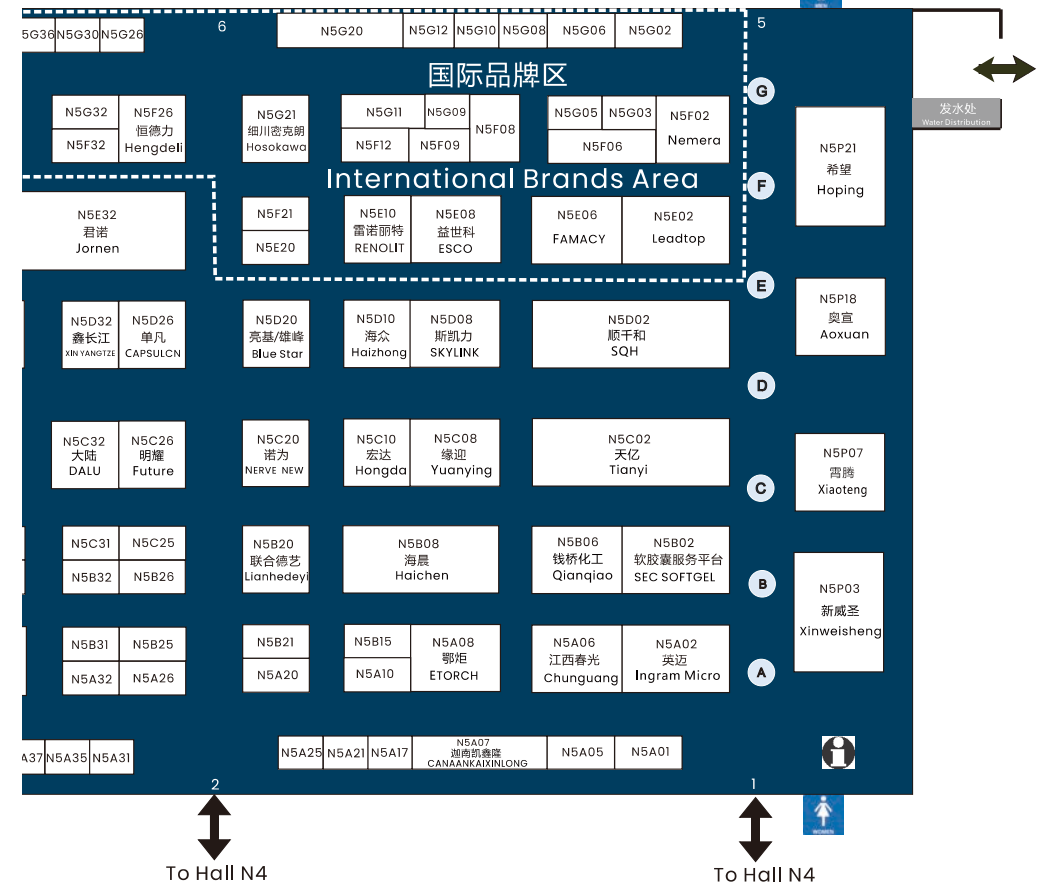 6
5
5G36
N5G30
N5G26
N5G20
N5G12
N5G10
N5G08
N5G06
N5G02
国际品牌区
G
发水处
Water Distribution
N5G32
N5F32
N5F26
恒德力
Hengdeli
N5G21
细川密克朗
Hosokawa
N5G11
N5G09
N5F08
N5F12
N5F09
N5G05
N5G03
N5F06
N5F02
Nemera
N5P21
希望
Hoping
International Brands Area
F
N5E32
君诺
Jornen
N5F21
N5E20
N5E10
雷诺丽特
RENOLIT
N5E08
益世科
ESCO
N5E06
FAMACY
N5E02
Leadtop
E
N5P18
奥宣
Aoxuan
N5D32
鑫长江
XIN YANGTZE
N5D26
单凡
CAPSULCN
N5D20
亮基/雄峰
Blue Star
N5D10
海众
Haizhong
N5D08
斯凯力
SKYLINK
N5D02
顺千和
SQH
D
N5C32
大陆
DALU
N5C26
明耀
Future
N5C20
诺为
NERVE NEW
N5C10
宏达
Hongda
N5C08
缘迎
Yuanying
N5C02
天亿
Tianyi
C
N5P07
霄腾
Xiaoteng
N5C31
N5C25
N5B32
N5B26
N5B20
联合德艺
Lianhedeyi
N5B08
海晨
Haichen
N5B06
钱桥化工
Qianqiao
N5B02
软胶囊服务平台
SEC SOFTGEL
B
N5P03
新威圣
Xinweisheng
N5B31
N5B25
N5A32
N5A26
N5B21
N5A20
N5B15
N5A10
N5A08
鄂炬
ETORCH
N5A06
江西春光
Chunguang
N5A02
英迈
Ingram Micro
A
A37
N5A35
N5A31
N5A25
N5A21
N5A17
N5A07
迦南凯鑫隆
CANAANKAIXINLONG
N5A05
N5A01
2
1
WOMEN
To Hall N4
To Hall N4